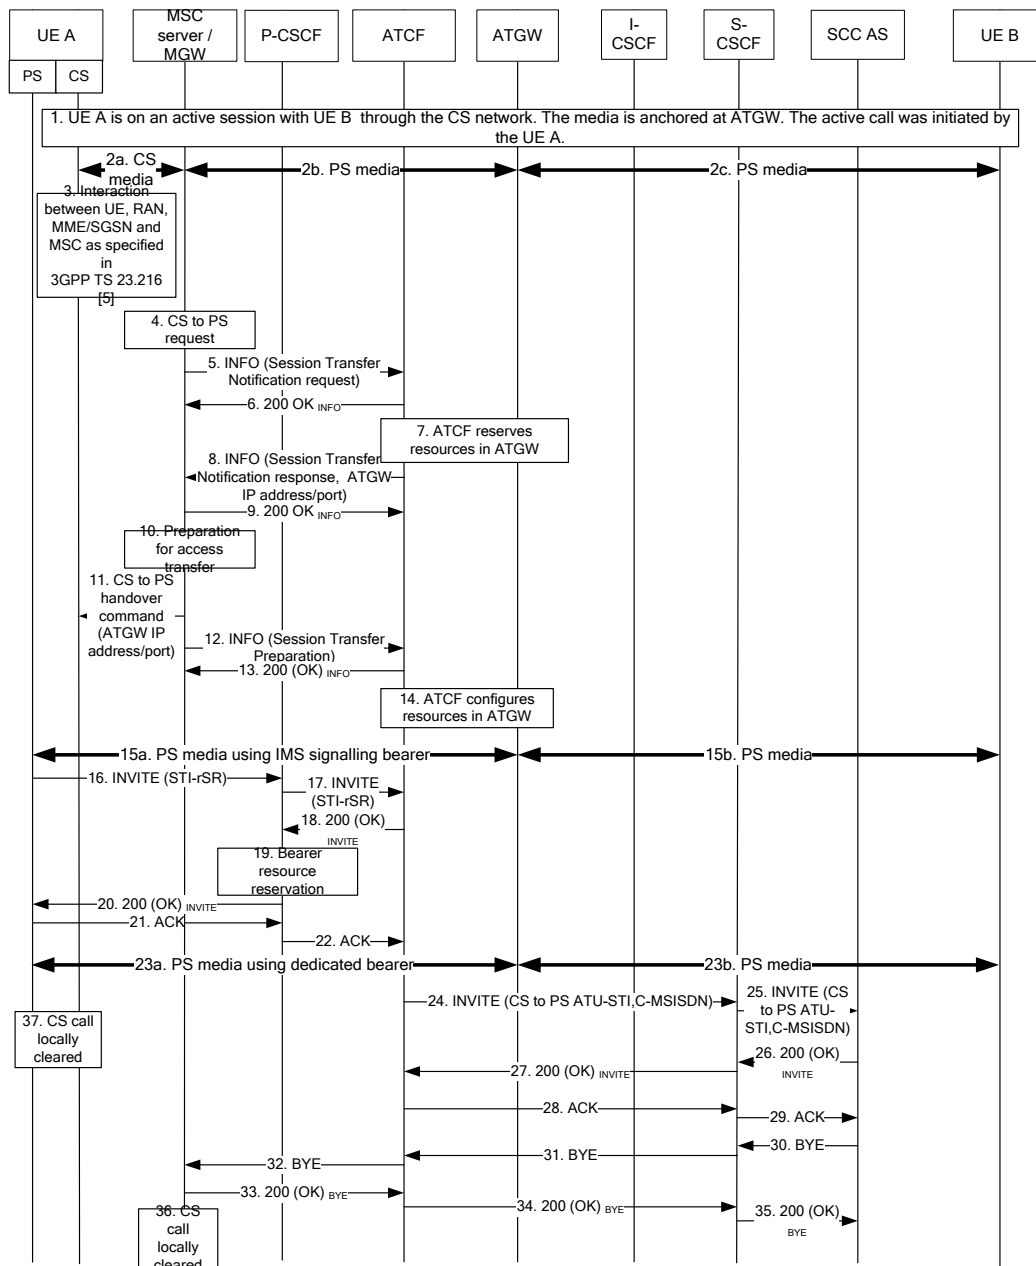 UE A
MSC
server /
MGW
P-CSCF
ATCF
ATGW
I-
CSCF
S-
CSCF
SCC AS
UE B
PS
CS
1. UE A is on an active session with UE B through the CS network. The media is anchored at ATGW. The active call was initiated by
the UE A.
2a. CS
media
2b. PS media
2c. PS media
3. Interaction
between UE, RAN,
MME/SGSN and
MSC as specified
in
3GPP TS 23.216
[5]
4. CS to PS
request
5. INFO (Session Transfer
Notification request)
6. 200 OK INFO
7. ATCF reserves
resources in ATGW
8. INFO (Session Transfer
Notification response, ATGW
IP address/port)
9. 200 OK INFO
10. Preparation
for access
transfer
11. CS to PS
handover
command
(ATGW IP
address/port)
12. INFO (Session Transfer
Preparation)
13. 200 (OK) INFO
14. ATCF configures
resources in ATGW
15a. PS media using IMS signalling bearer
15b. PS media
16. INVITE (STI-rSR)
17. INVITE
(STI-rSR)
18. 200 (OK)
INVITE
19. Bearer
resource
reservation
20. 200 (OK) INVITE
21. ACK
22. ACK
23a. PS media using dedicated bearer
23b. PS media
24. INVITE (CS to PS ATU-STI,C-MSISDN)
25. INVITE (CS
to PS ATU-
STI,C-MSISDN)
37. CS call
locally
cleared
26. 200 (OK)
INVITE
27. 200 (OK) INVITE
28. ACK
29. ACK
30. BYE
31. BYE
32. BYE
33. 200 (OK) BYE
34. 200 (OK) BYE
35. 200 (OK)
BYE
36. CS
call
locally
cleared